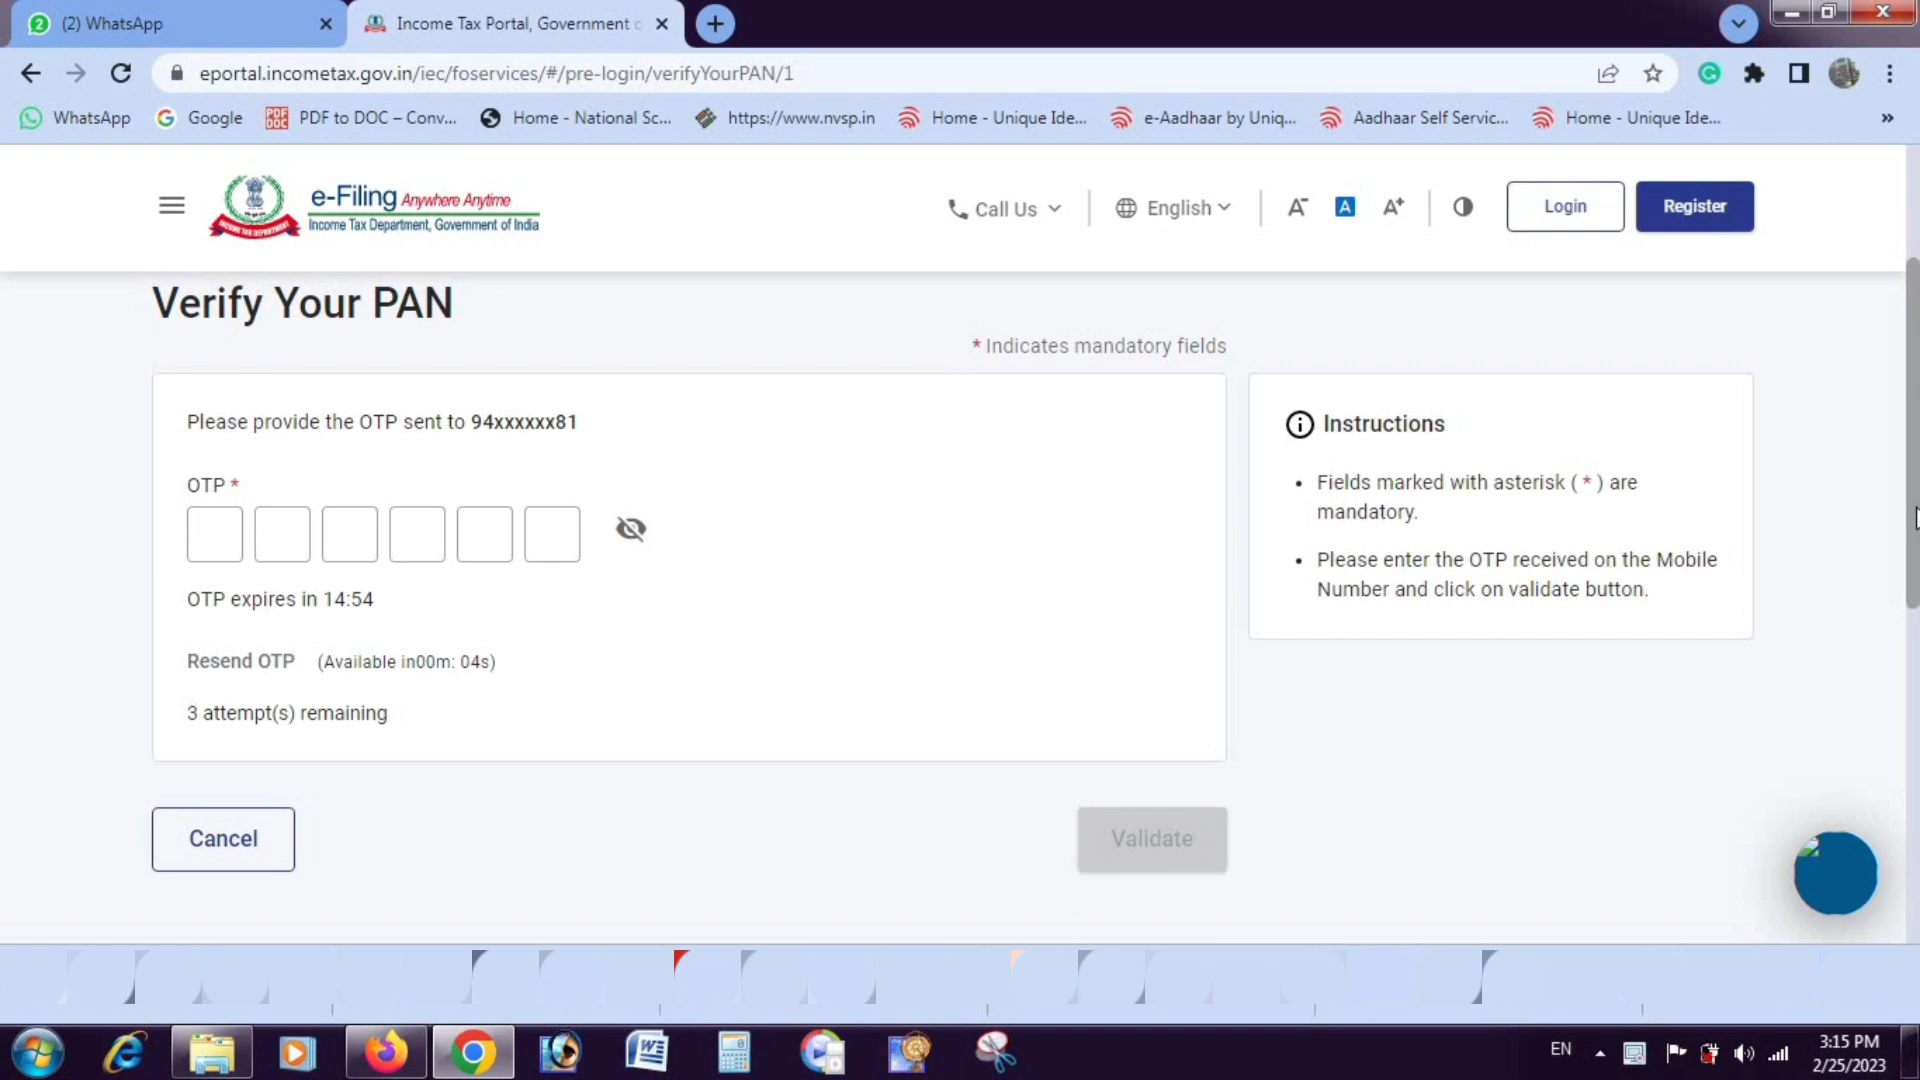 (2) WhatsApp
Income Tax Portal, Government o
eportal.incometax.gov.in/iec/foservices/#/pre-login/verifyYourPAN/1
WhatsApp
Google
PDF to DOC – Conv...
Home - National Sc...
https://www.nvsp.in
Home - Unique Ide...
e-Aadhaar by Uniq...
Aadhaar Self Servic...
Home - Unique Ide...
»
e-Filing Anywhere Anytime
Income Tax Department, Government of India
Call Us
English
A-
A
A+
Login
Register
Verify Your PAN
* Indicates mandatory fields
Please provide the OTP sent to 94xxxxxx81
OTP *
OTP expires in 14:54
Resend OTP (Available in00m: 04s)
3 attempt(s) remaining
Instructions
• Fields marked with asterisk ( * ) are
mandatory.
• Please enter the OTP received on the Mobile
Number and click on validate button.
Cancel
Validate
EN
3:15 PM
2/25/2023